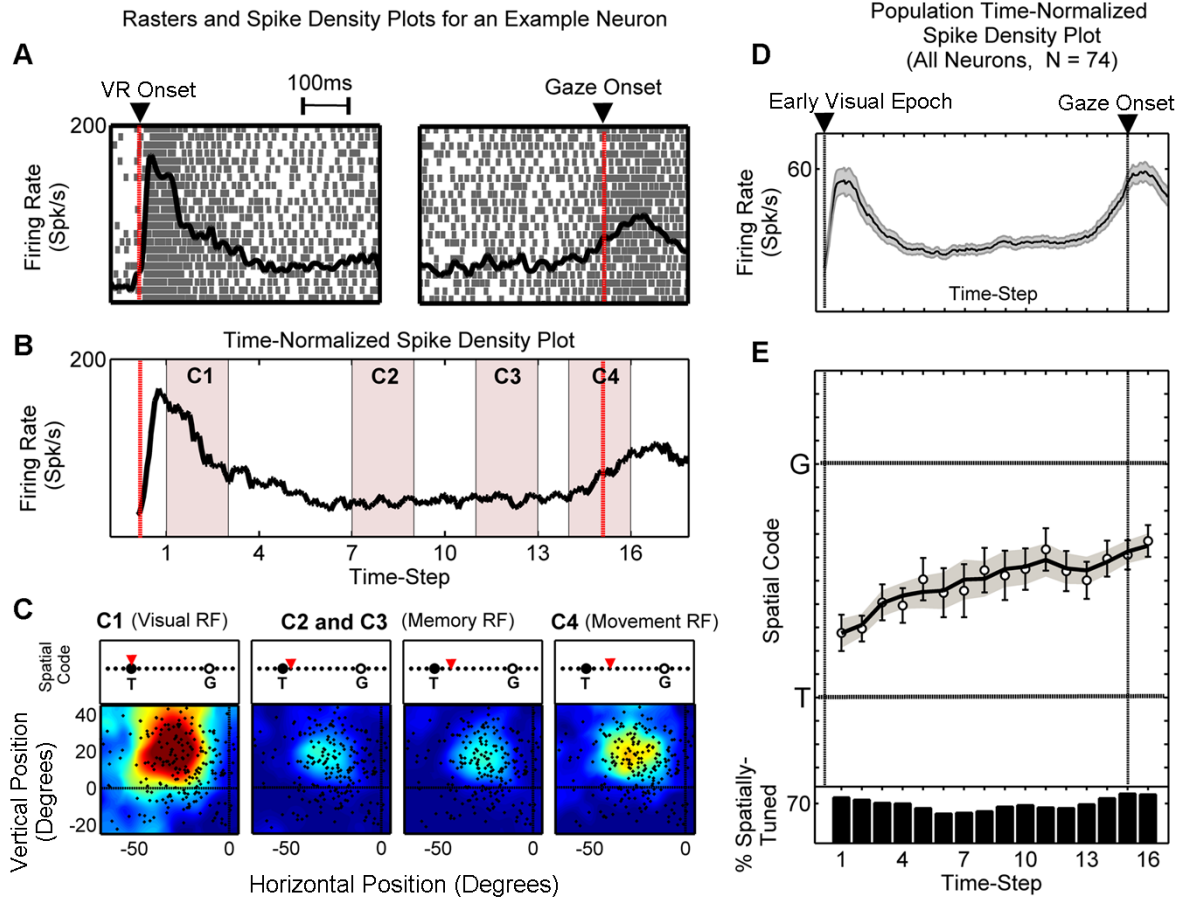 Rasters and Spike Density Plots for an Example Neuron
A
VR Onset
100ms
Gaze Onset
200
Firing Rate
(Spk/s)
B
Time-Normalized Spike Density Plot
200
C1
C2
C3
C4
Firing Rate
(Spk/s)
1
4
7
10
13
16
Time-Step
C
C1 (Visual RF)
C2 and C3 (Memory RF)
C4 (Movement RF)
Spatial
Code
T
G
T
G
T
G
T
G
Vertical Position
(Degrees)
40
20
0
-20
-50
0
-50
0
-50
0
-50
0
Horizontal Position (Degrees)
Population Time-Normalized
Spike Density Plot
(All Neurons, N = 74)
D
Early Visual Epoch
Gaze Onset
60
Firing Rate
(Spk/s)
Time-Step
E
G
Spatial Code
T
% Spatially-
Tuned
70
1
4
7
10
13
16
Time-Step